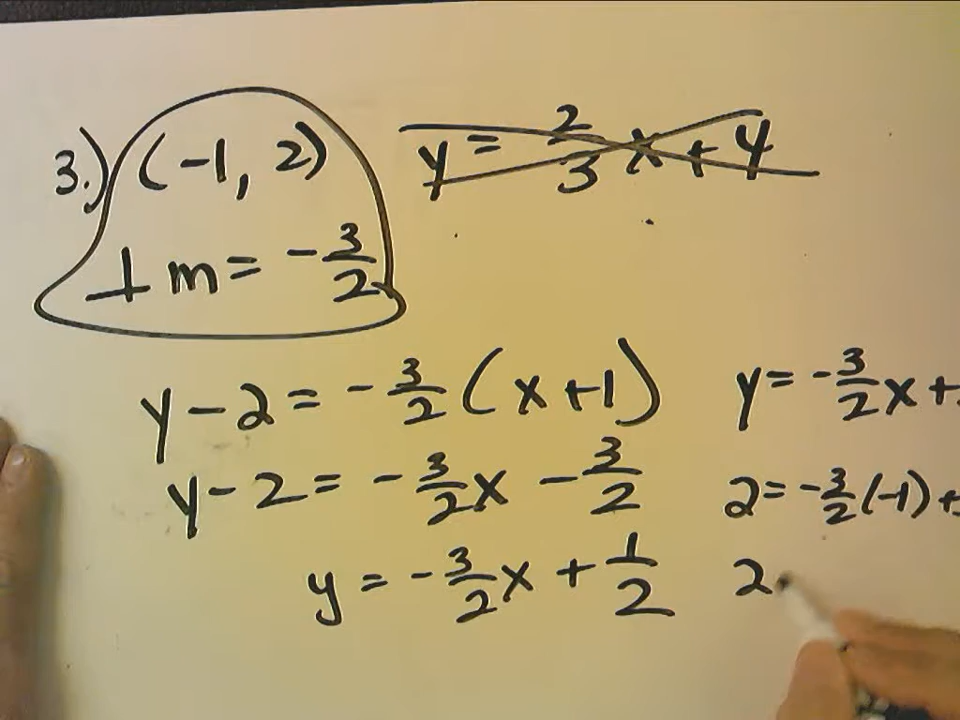 3.) (-1, 2) y = 2/3 x + 4
⊥ m = - 3/2
y - 2 = - 3/2 (x + 1)
y - 2 = - 3/2 x - 3/2
y = - 3/2 x + 1/2
y = - 3/2 x +
2 = - 3/2 (-1) +
2